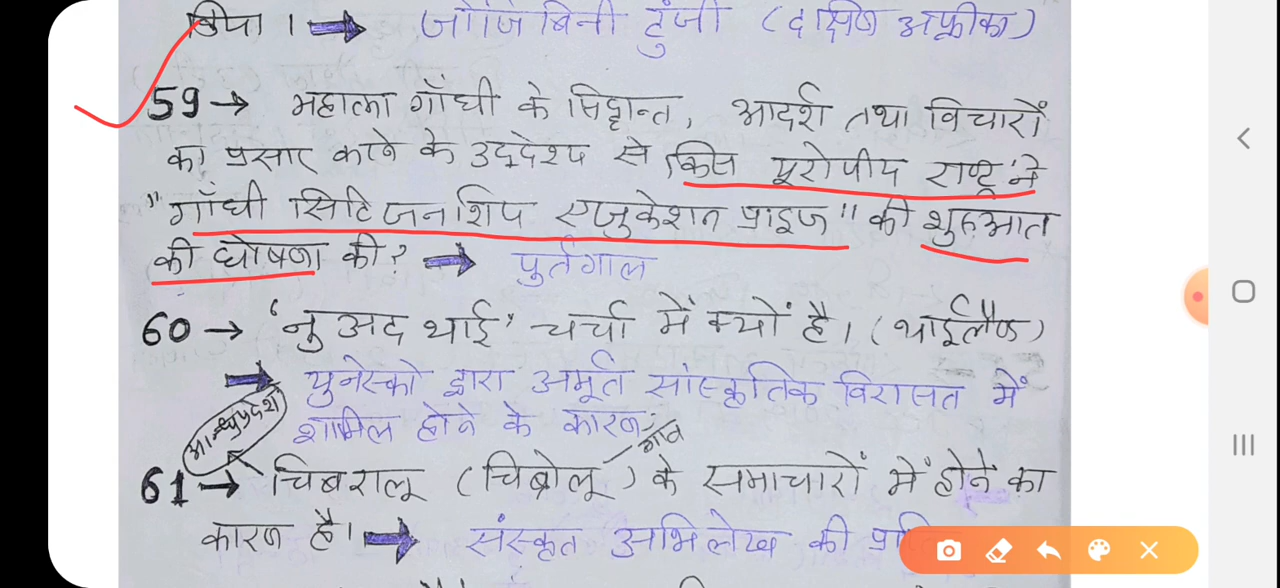 दिया । → जोजिबिनी टुंजी (दक्षिण अफ्रीका)
59 → महात्मा गाँधी के सिद्धान्त, आदर्श तथा विचारों
का प्रसार करने के उद्देश्य से किस यूरोपीय राष्ट्र ने
"गाँधी सिटिजनशिप एजुकेशन प्राइज" की शुरुआत
की घोषणा की? → पुर्तगाल
60 → 'नुअद थाई' चर्चा में क्यों है। (थाईलैण्ड)
→ युनेस्को द्वारा अमूर्त सांस्कृतिक विरासत में
शामिल होने के कारण
आन्ध्रप्रदेश
गाँव
61 → चिबरालू (चिब्रोलू) के समाचारों में होने का
कारण है। → संस्कृत अभिलेख की